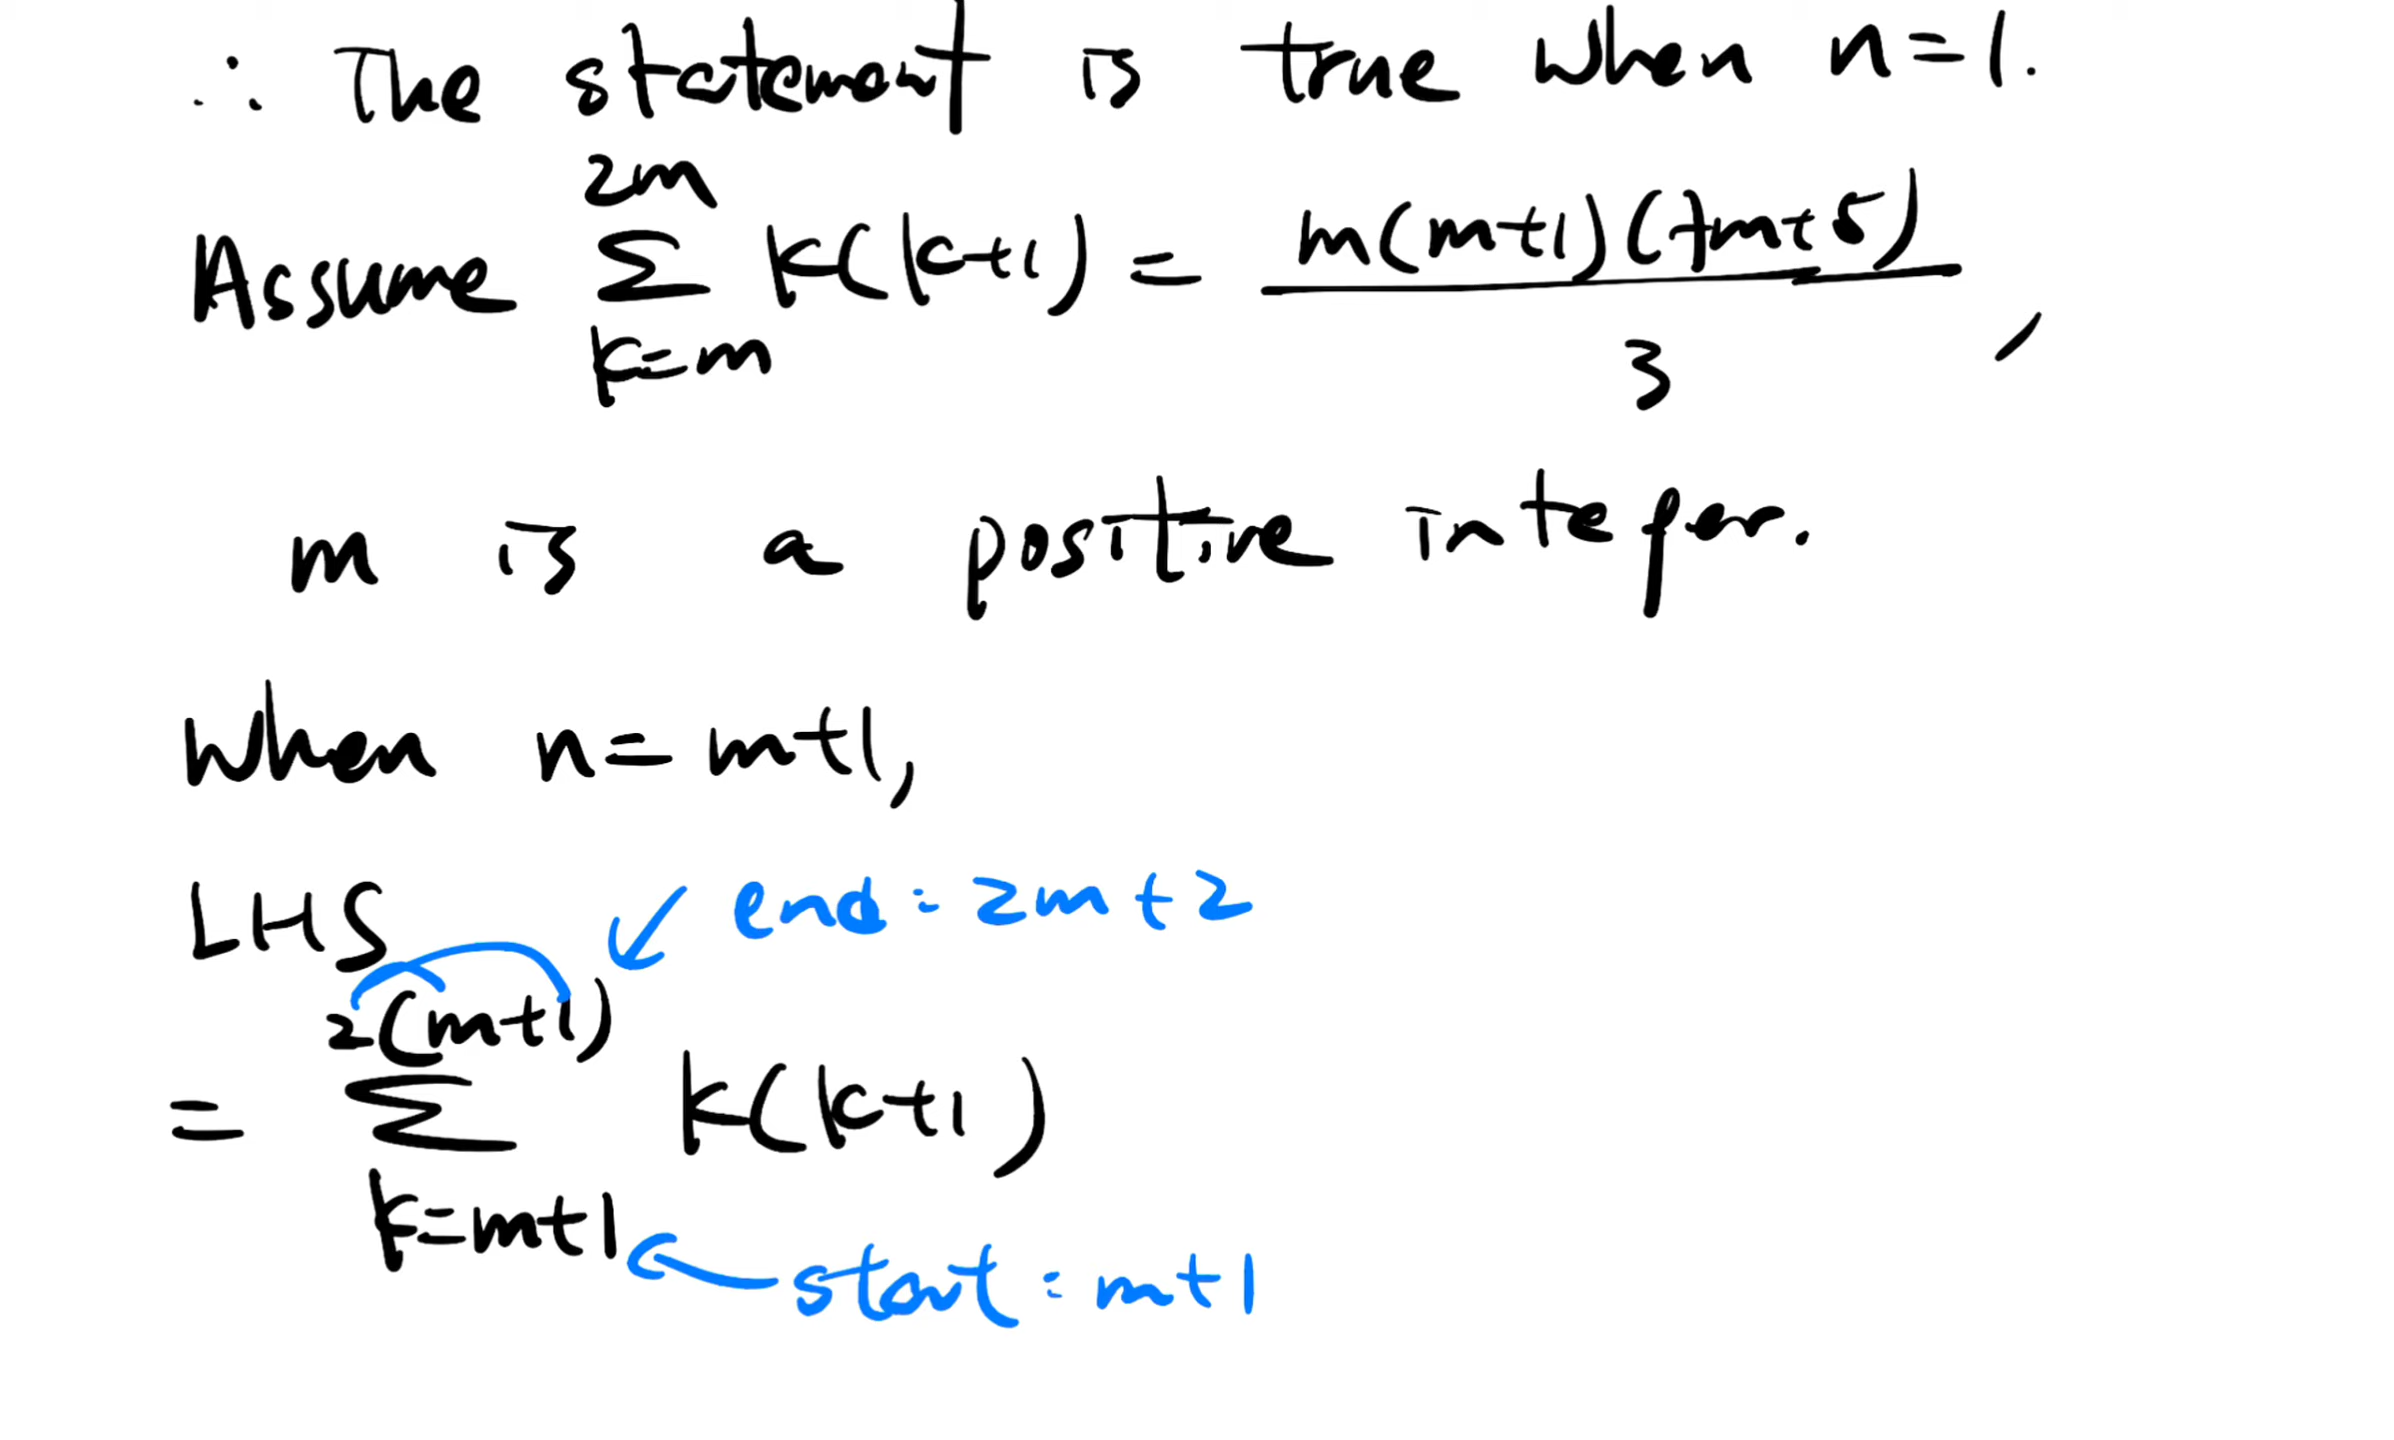 ∴ The statement is true when n=1.
Assume 2m Σ k=m k(k+1) = m(m+1)(7m+5) / 3 ,
m is a positive integer.
When n=m+1,
LHS
end: 2m+2
= 2(m+1) Σ k=m+1 k(k+1)
start: m+1